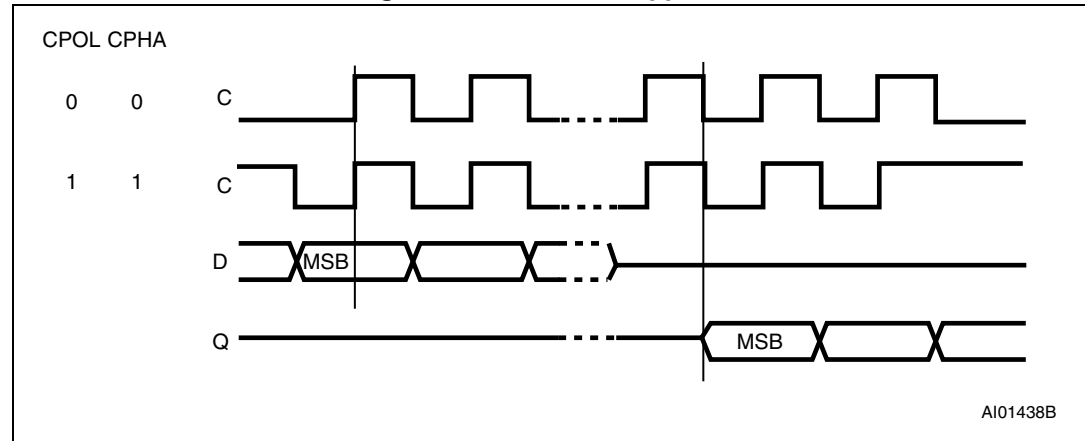 CPOL CPHA
0 0 C
1 1 C
D MSB
Q MSB
AI01438B